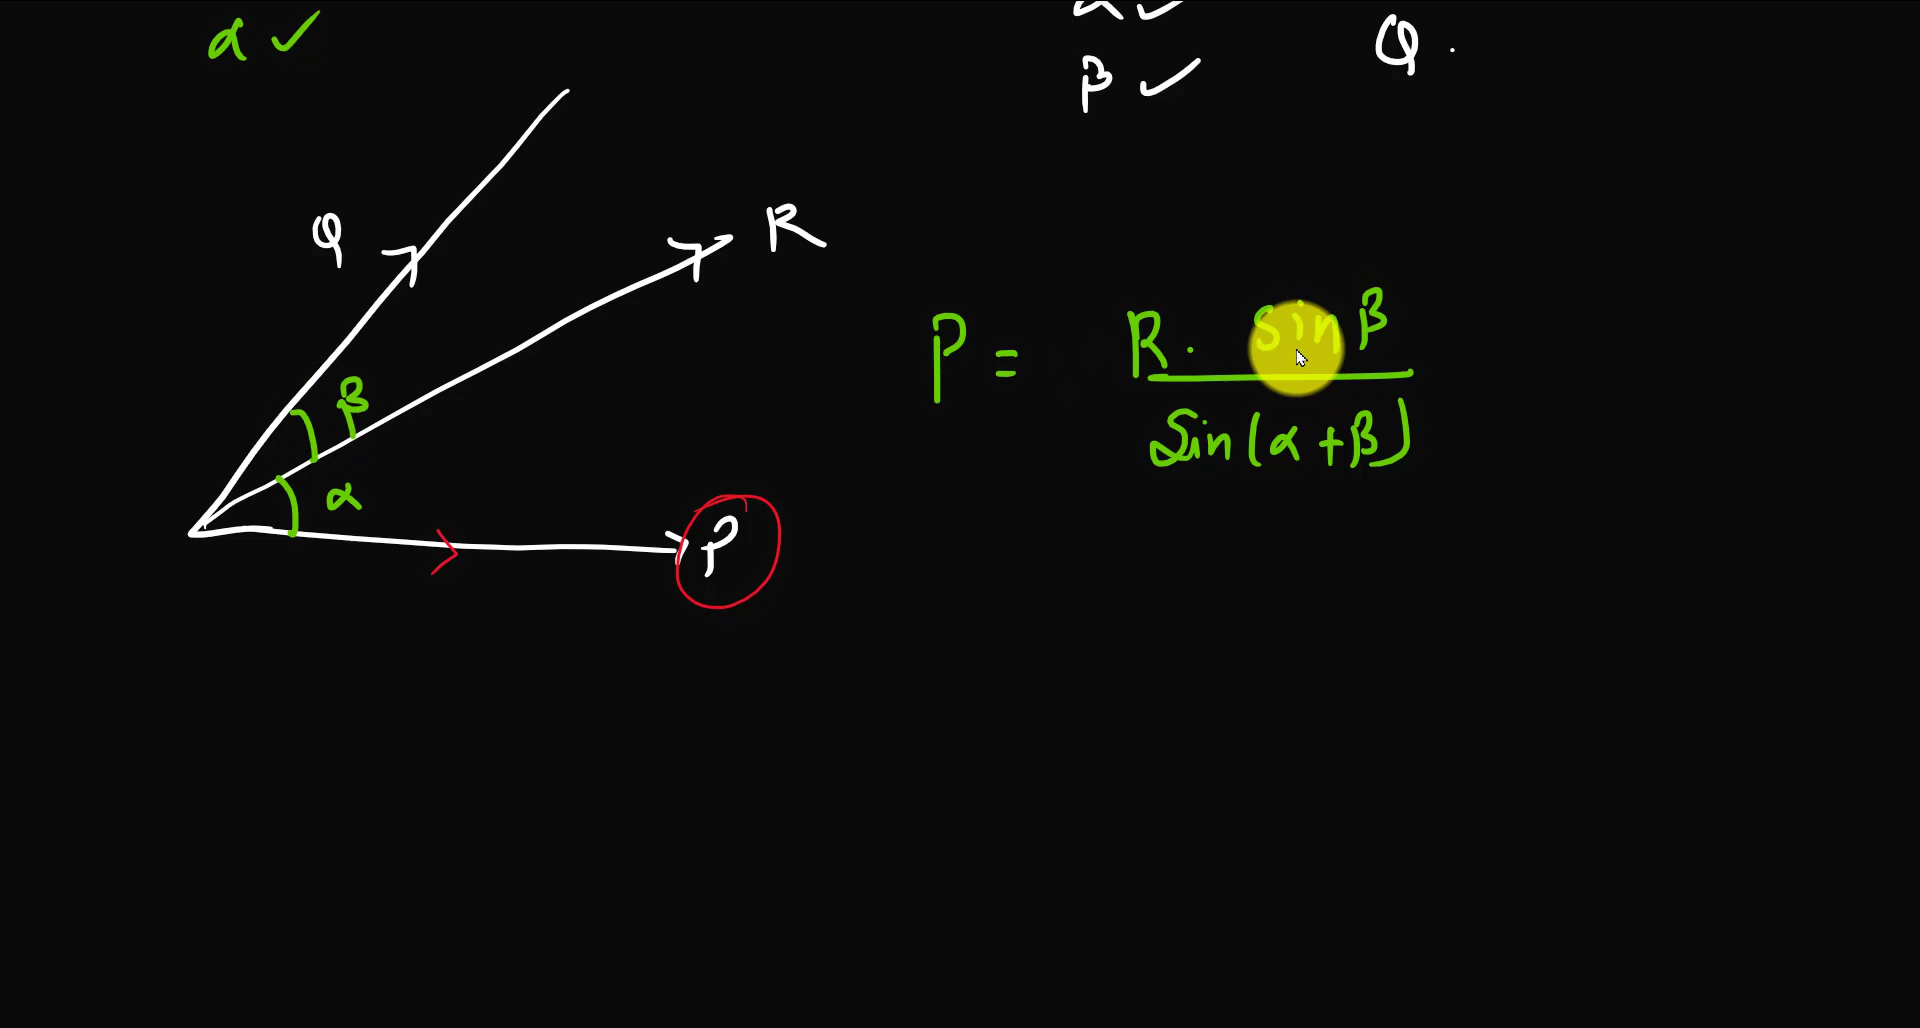 α ✓
α ✓
β ✓
Q .
Q
R
β
α
P
P = R . sin β
sin(α+β)